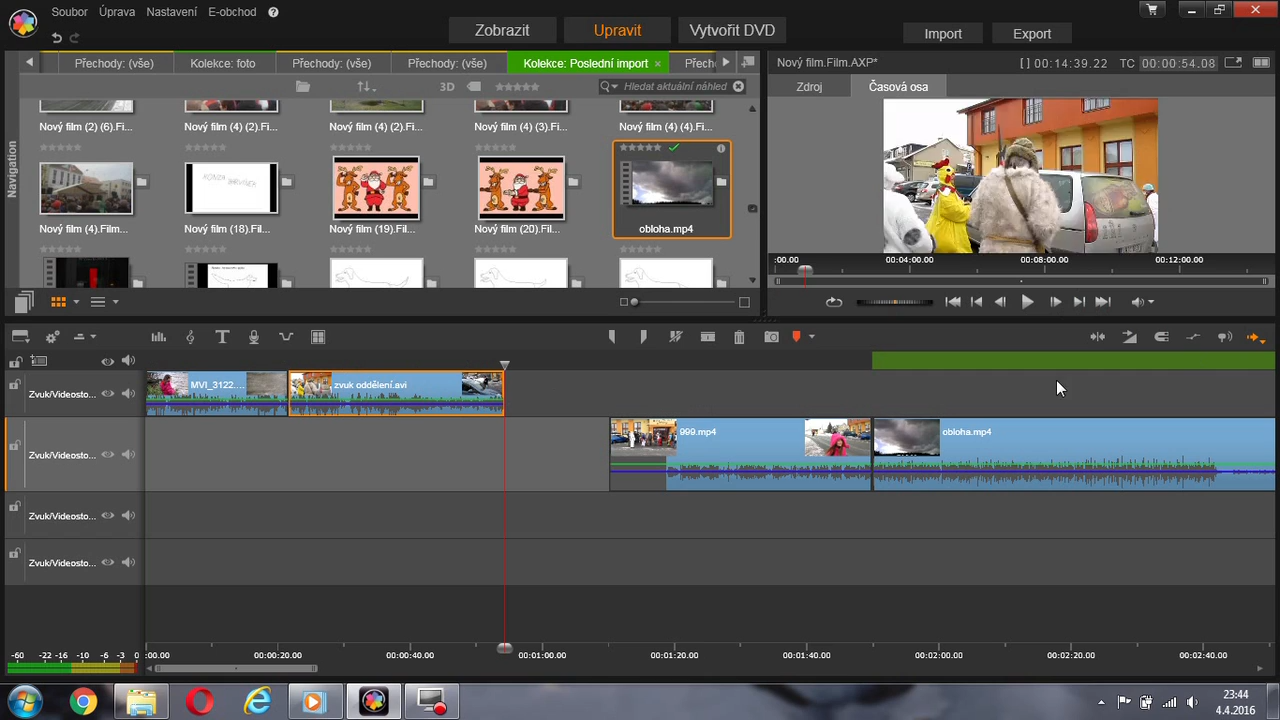 Soubor Úprava Nastavení E-obchod
Zobrazit Upravit Vytvořit DVD
Import Export
Přechody: (vše) Kolekce: foto Přechody: (vše) Přechody: (vše) Kolekce: Poslední import × Přech
3D Hledat aktuální náhled
Navigation
Nový film (2) (6).Fi... Nový film (4) (2).Fi... Nový film (4) (2).Fi... Nový film (4) (3).Fi... Nový film (4) (4).Fi...
Nový film (4).Film... Nový film (18).Fil... Nový film (19).Fil... Nový film (20).Fil... obloha.mp4
Nový film.Film.AXP* [ ] 00:14:39.22 TC 00:00:54.08
Zdroj Časová osa
:00.00 00:04:00.00 00:08:00.00 00:12:00.00
Zvuk/Videosto... MVI_3122.... zvuk oddělení.avi
Zvuk/Videosto... 999.mp4 obloha.mp4
Zvuk/Videosto...
Zvuk/Videosto...
-60 -22 -16 -10 -6 -3 0 :00.00 00:00:20.00 00:00:40.00 00:01:00.00 00:01:20.00 00:01:40.00 00:02:00.00 00:02:20.00 00:02:40.00
23:44
4.4.2016